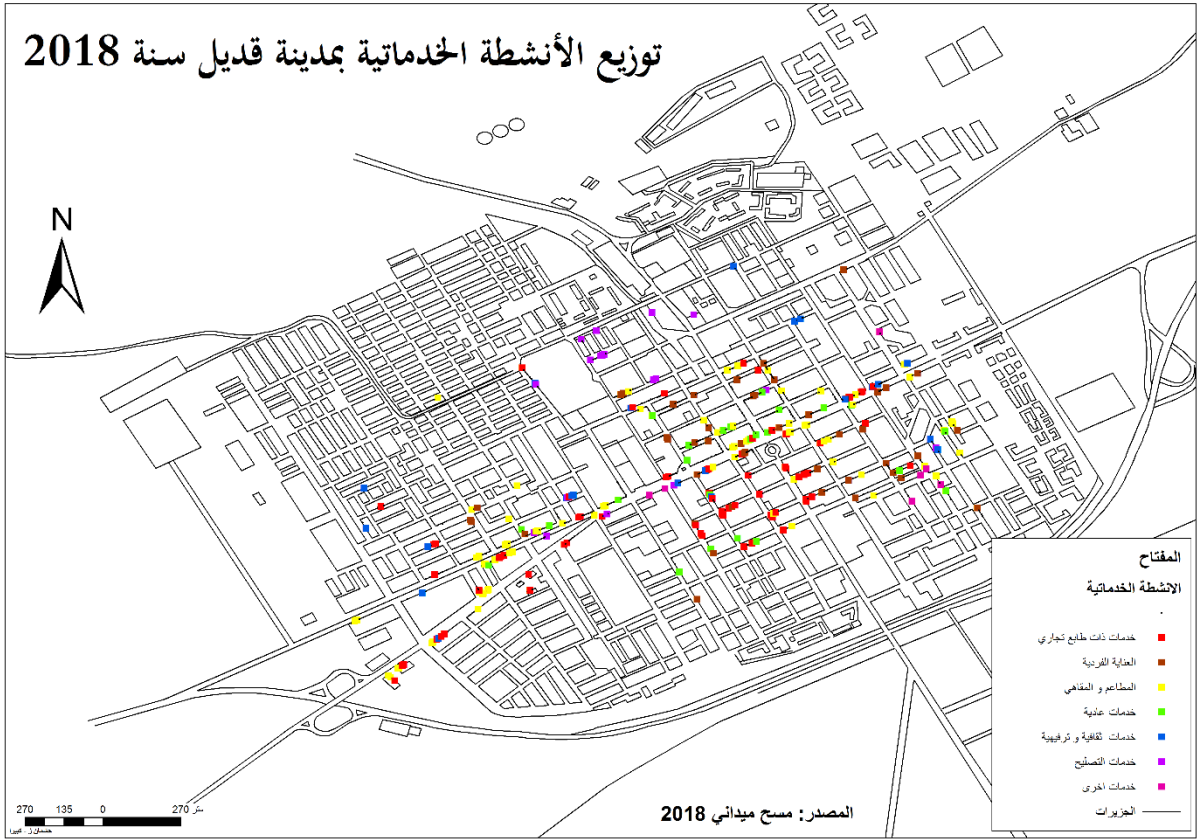 توزيع الأنشطة الخدماتية بمدينة قديل سنة 2018
N
المفتاح
الانشطة الخدماتية
خدمات ذات طابع تجاري
العناية الفردية
المطاعم و المقاهي
خدمات عادية
خدمات ثقافية و ترفيهية
خدمات التصليح
خدمات اخرى
الجزيرات
270 135 0 270 متر
المصدر: مسح ميداني 2018